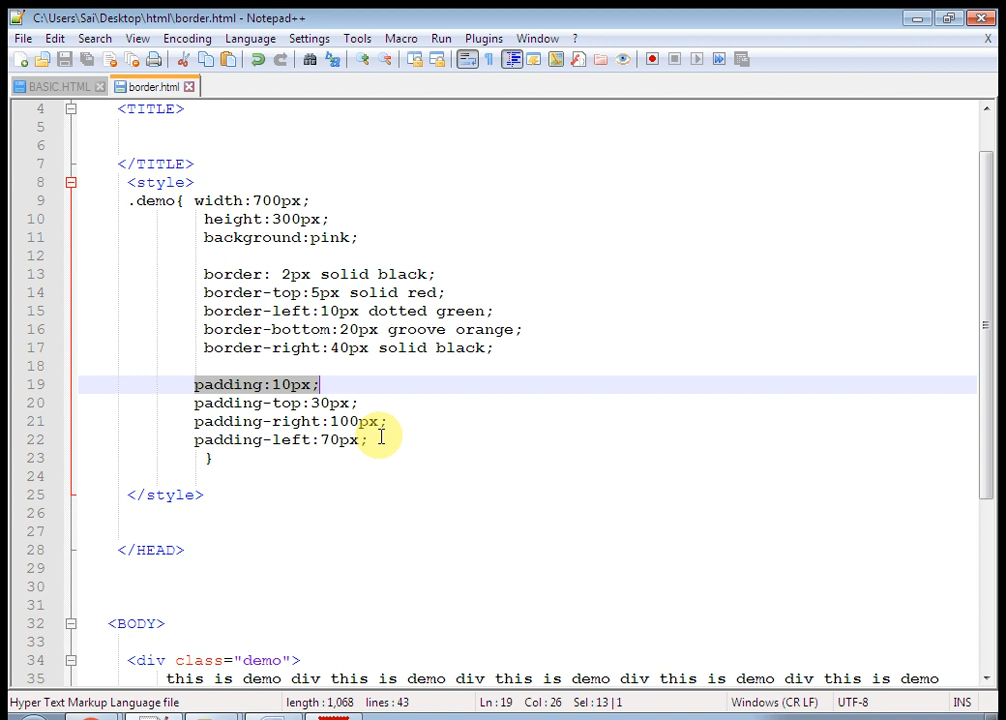 C:\Users\Sai\Desktop\html\border.html - Notepad++
File Edit Search View Encoding Language Settings Tools Macro Run Plugins Window ? X
BASIC.HTML border.html
4 <TITLE>
5
6
7 </TITLE>
8 <style>
9 .demo{ width:700px;
10 height:300px;
11 background:pink;
12
13 border: 2px solid black;
14 border-top:5px solid red;
15 border-left:10px dotted green;
16 border-bottom:20px groove orange;
17 border-right:40px solid black;
18
19 padding:10px;
20 padding-top:30px;
21 padding-right:100px;
22 padding-left:70px;
23 }
24
25 </style>
26
27
28 </HEAD>
29
30
31
32 <BODY>
33
34 <div class="demo">
35 this is demo div this is demo div this is demo div this is demo
Hyper Text Markup Language file length : 1,068 lines : 43 Ln : 19 Col : 26 Sel : 13 | 1 Windows (CR LF) UTF-8 INS